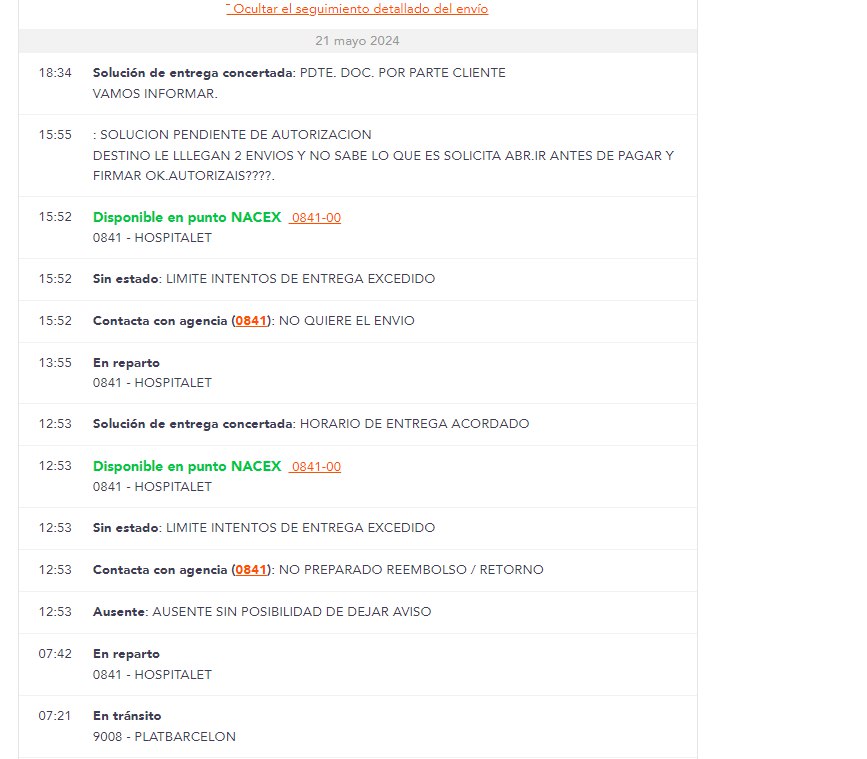 Ocultar el seguimiento detallado del envío
21 mayo 2024
18:34 Solución de entrega concertada: PDTE. DOC. POR PARTE CLIENTE
VAMOS INFORMAR.
15:55 : SOLUCION PENDIENTE DE AUTORIZACION
DESTINO LE LLLEGAN 2 ENVIOS Y NO SABE LO QUE ES SOLICITA ABR.IR ANTES DE PAGAR Y
FIRMAR OK.AUTORIZAIS????.
15:52 Disponible en punto NACEX 0841-00
0841 - HOSPITALET
15:52 Sin estado: LIMITE INTENTOS DE ENTREGA EXCEDIDO
15:52 Contacta con agencia (0841): NO QUIERE EL ENVIO
13:55 En reparto
0841 - HOSPITALET
12:53 Solución de entrega concertada: HORARIO DE ENTREGA ACORDADO
12:53 Disponible en punto NACEX 0841-00
0841 - HOSPITALET
12:53 Sin estado: LIMITE INTENTOS DE ENTREGA EXCEDIDO
12:53 Contacta con agencia (0841): NO PREPARADO REEMBOLSO / RETORNO
12:53 Ausente: AUSENTE SIN POSIBILIDAD DE DEJAR AVISO
07:42 En reparto
0841 - HOSPITALET
07:21 En tránsito
9008 - PLATBARCELON